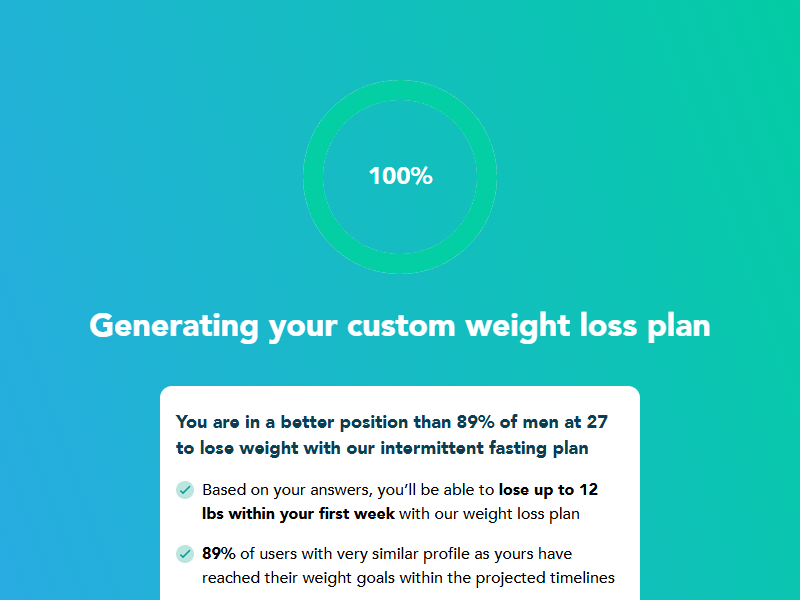 100%
Generating your custom weight loss plan
You are in a better position than 89% of men at 27
to lose weight with our intermittent fasting plan
Based on your answers, you’ll be able to lose up to 12
lbs within your first week with our weight loss plan
89% of users with very similar profile as yours have
reached their weight goals within the projected timelines